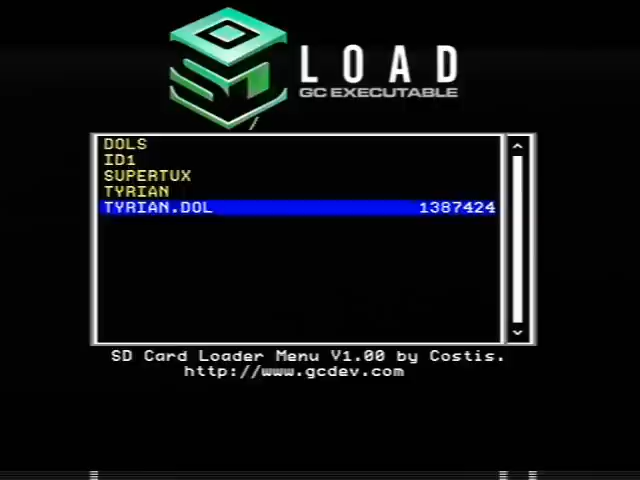 LOAD
GC EXECUTABLE
DOLS
ID1
SUPERTUX
TYRIAN
TYRIAN.DOL 1387424
SD Card Loader Menu V1.00 by Costis.
http://www.gcdev.com